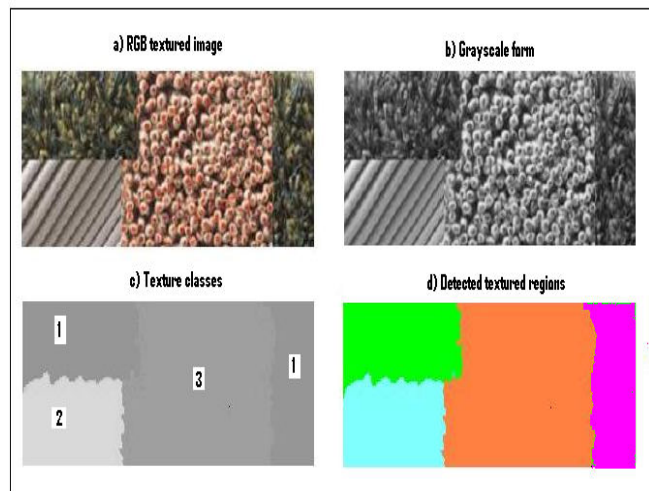 a) RGB textured image
b) Grayscale form
c) Texture classes
d) Detected textured regions
1
3
1
2